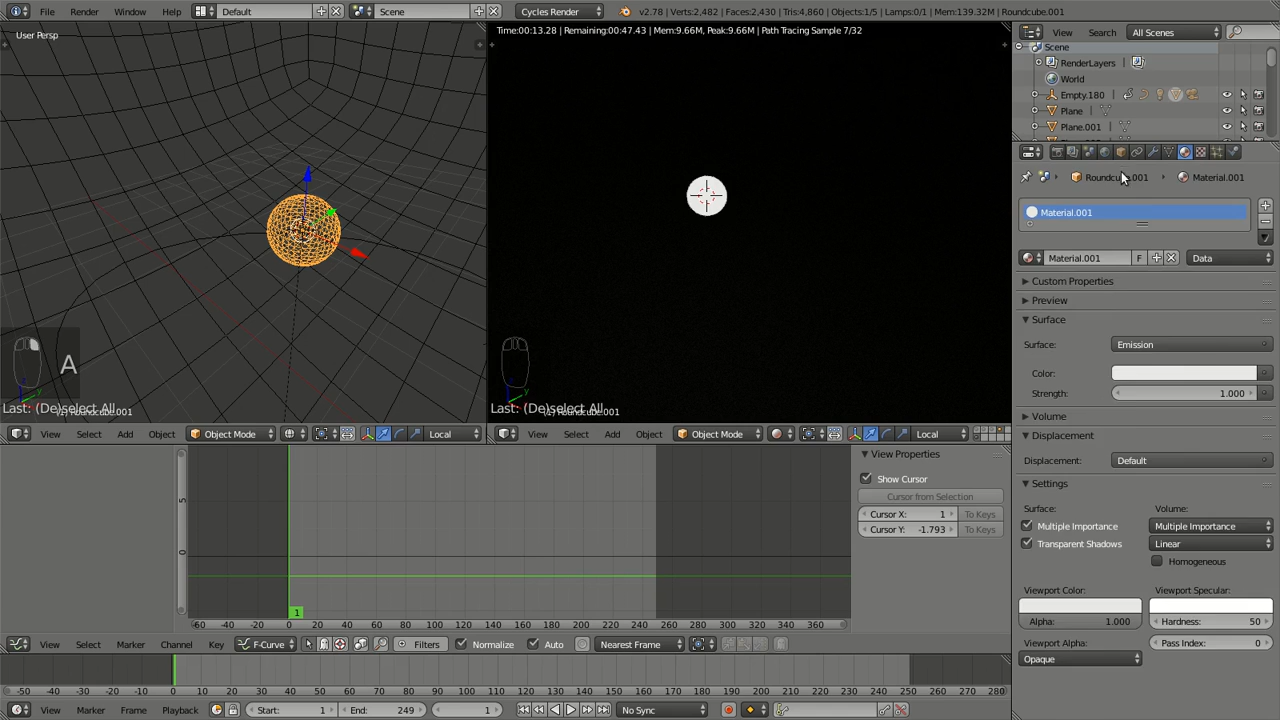 File Render Window Help Default Scene Cycles Render v2.78 | Verts:2,482 | Faces:2,430 | Tris:4,860 | Objects:1/5 | Lamps:0/1 | Mem:139.32M | Roundcube.001
User Persp
Time:00:13.28 | Remaining:00:47.43 | Mem:9.66M, Peak:9.66M | Path Tracing Sample 7/32
View Search All Scenes
Scene
RenderLayers
World
Empty.180
Plane
Plane.001
Roundcube.001 Material.001
Material.001
Material.001 F Data
Custom Properties
Preview
Surface
Surface: Emission
Color:
Strength: 1.000
Volume
Displacement
Displacement: Default
Settings
Surface: Volume:
Multiple Importance Multiple Importance
Transparent Shadows Linear
Homogeneous
Viewport Color: Viewport Specular:
Alpha: 1.000 Hardness: 50
Viewport Alpha: Pass Index: 0
Opaque
A
Last: (De)select All
Last: (De)select All
View Select Add Object Object Mode Local
View Select Add Object Object Mode Local
View Properties
Show Cursor
Cursor from Selection
Cursor X: 1 To Keys
Cursor Y: -1.793 To Keys
5
0
1
-60 -40 -20 0 20 40 60 80 100 120 140 160 180 200 220 240 260 280 300 320 340 360
View Select Marker Channel Key F-Curve Filters Normalize Auto Nearest Frame
-50 -40 -30 -20 -10 0 10 20 30 40 50 60 70 80 90 100 110 120 130 140 150 160 170 180 190 200 210 220 230 240 250 260 270 280
View Marker Frame Playback Start: 1 End: 249 1 No Sync